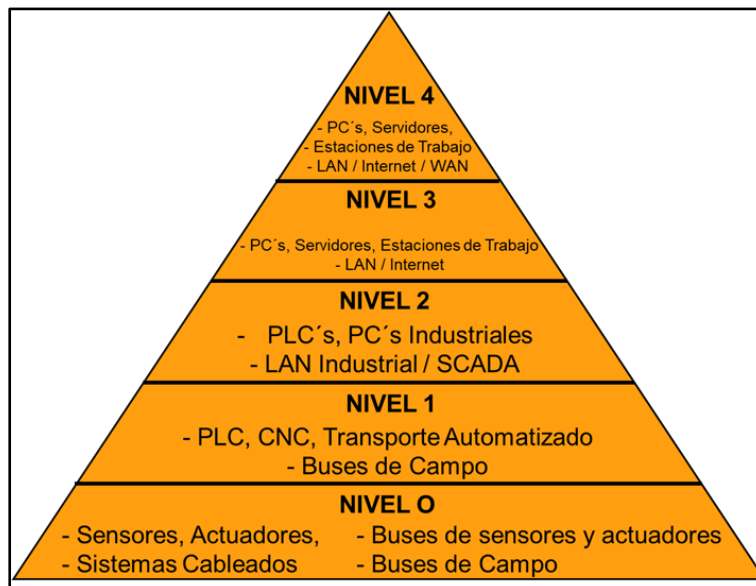 NIVEL 4
- PC´s, Servidores,
- Estaciones de Trabajo
- LAN / Internet / WAN
NIVEL 3
- PC´s, Servidores, Estaciones de Trabajo
- LAN / Internet
NIVEL 2
- PLC´s, PC´s Industriales
- LAN Industrial / SCADA
NIVEL 1
- PLC, CNC, Transporte Automatizado
- Buses de Campo
NIVEL O
- Sensores, Actuadores,
- Sistemas Cableados
- Buses de sensores y actuadores
- Buses de Campo